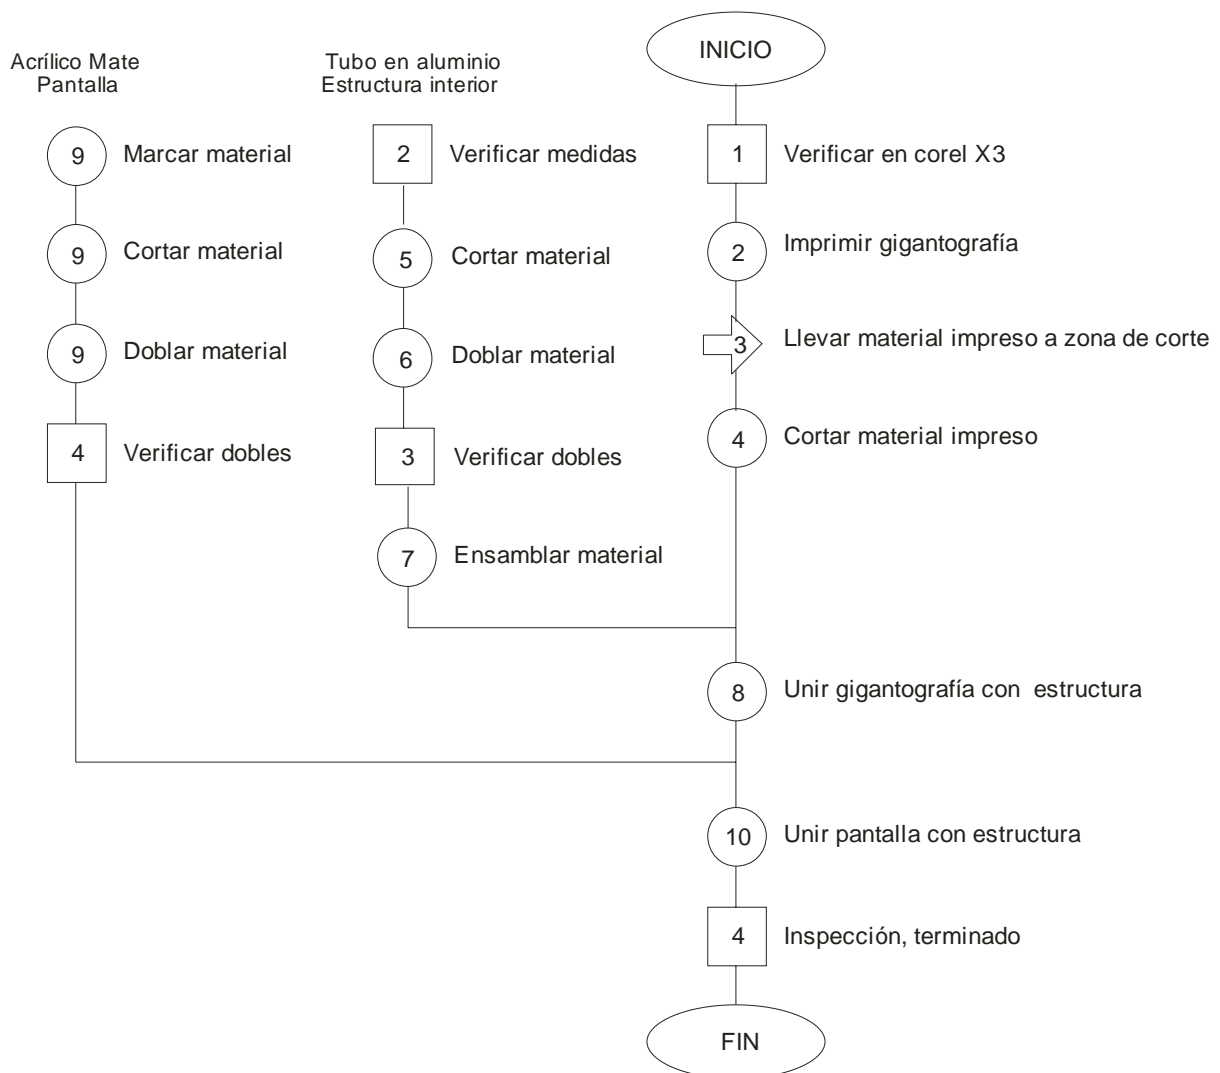 INICIO
Acrílico Mate
Pantalla
Tubo en aluminio
Estructura interior
9 Marcar material
2 Verificar medidas
1 Verificar en corel X3
9 Cortar material
5 Cortar material
2 Imprimir gigantografía
9 Doblar material
6 Doblar material
3 Llevar material impreso a zona de corte
4 Verificar dobles
3 Verificar dobles
4 Cortar material impreso
7 Ensamblar material
8 Unir gigantografía con estructura
10 Unir pantalla con estructura
4 Inspección, terminado
FIN